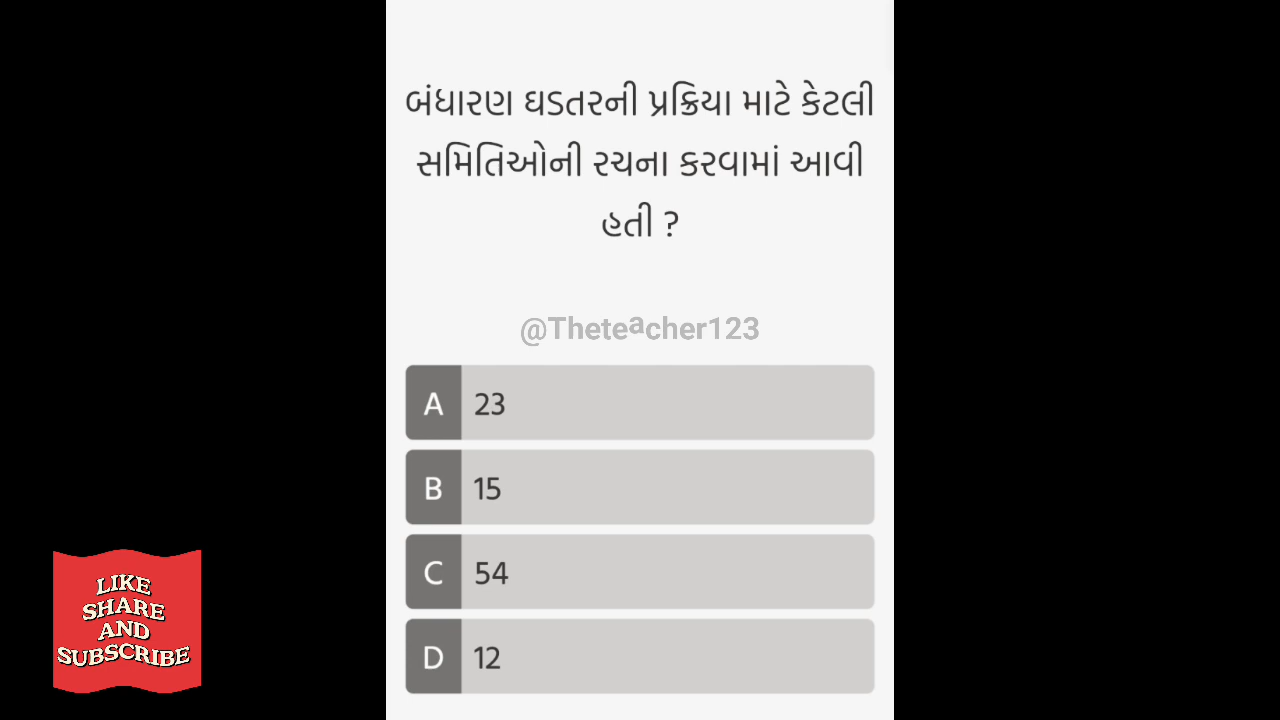 બંધારણ ઘડતરની પ્રક્રિયા માટે કેટલી
સમિતિઓની રચના કરવામાં આવી
હતી ?
@Theteacher123
A 23
B 15
C 54
D 12
LIKE
SHARE
AND
SUBSCRIBE